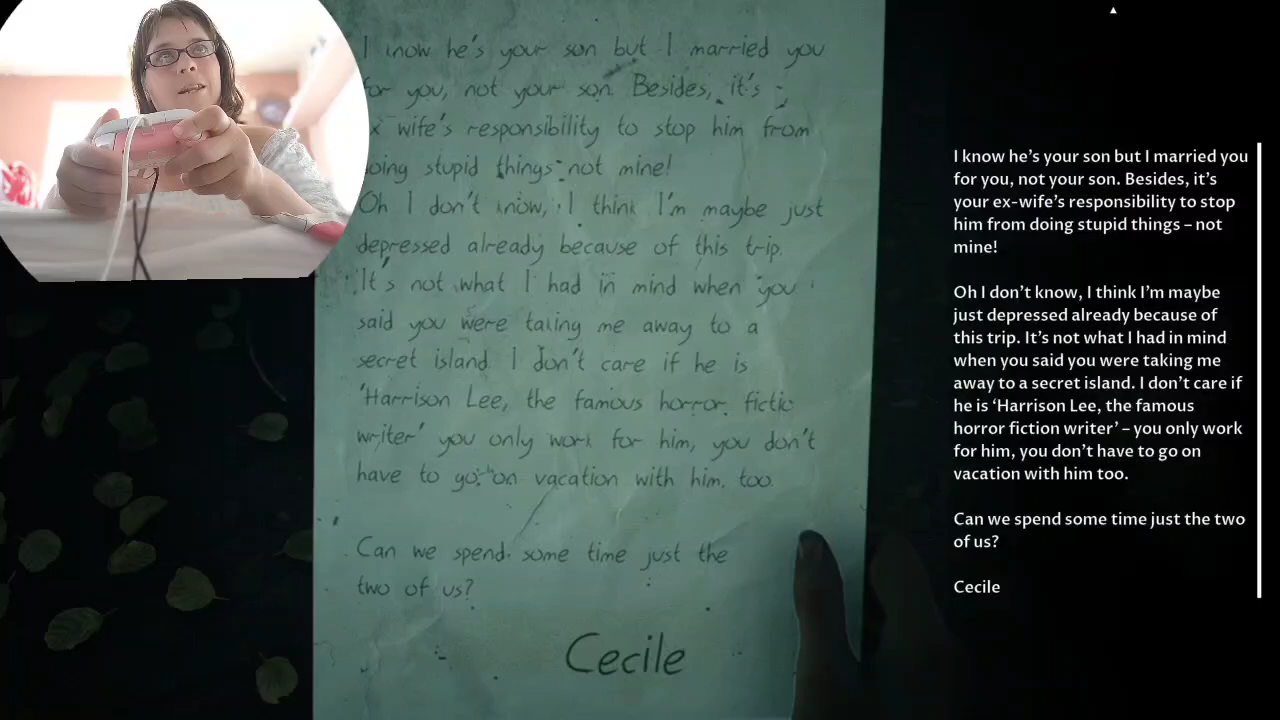 I know he's your son but I married you
for you, not your son. Besides, it's
x wife's responsibility to stop him from
oing stupid things - not mine!
Oh I don't know, I think I'm maybe just
depressed already because of this trip.
It's not what I had in mind when you
said you were taking me away to a
secret island. I don't care if he is
'Harrison Lee, the famous horror fictic
writer' you only work for him, you don't
have to go on vacation with him. too.
Can we spend some time just the
two of us?
Cecile
I know he's your son but I married you
for you, not your son. Besides, it's
your ex-wife's responsibility to stop
him from doing stupid things – not
mine!
Oh I don't know, I think I'm maybe
just depressed already because of
this trip. It's not what I had in mind
when you said you were taking me
away to a secret island. I don't care if
he is ‘Harrison Lee, the famous
horror fiction writer’ – you only work
for him, you don't have to go on
vacation with him too.
Can we spend some time just the two
of us?
Cecile